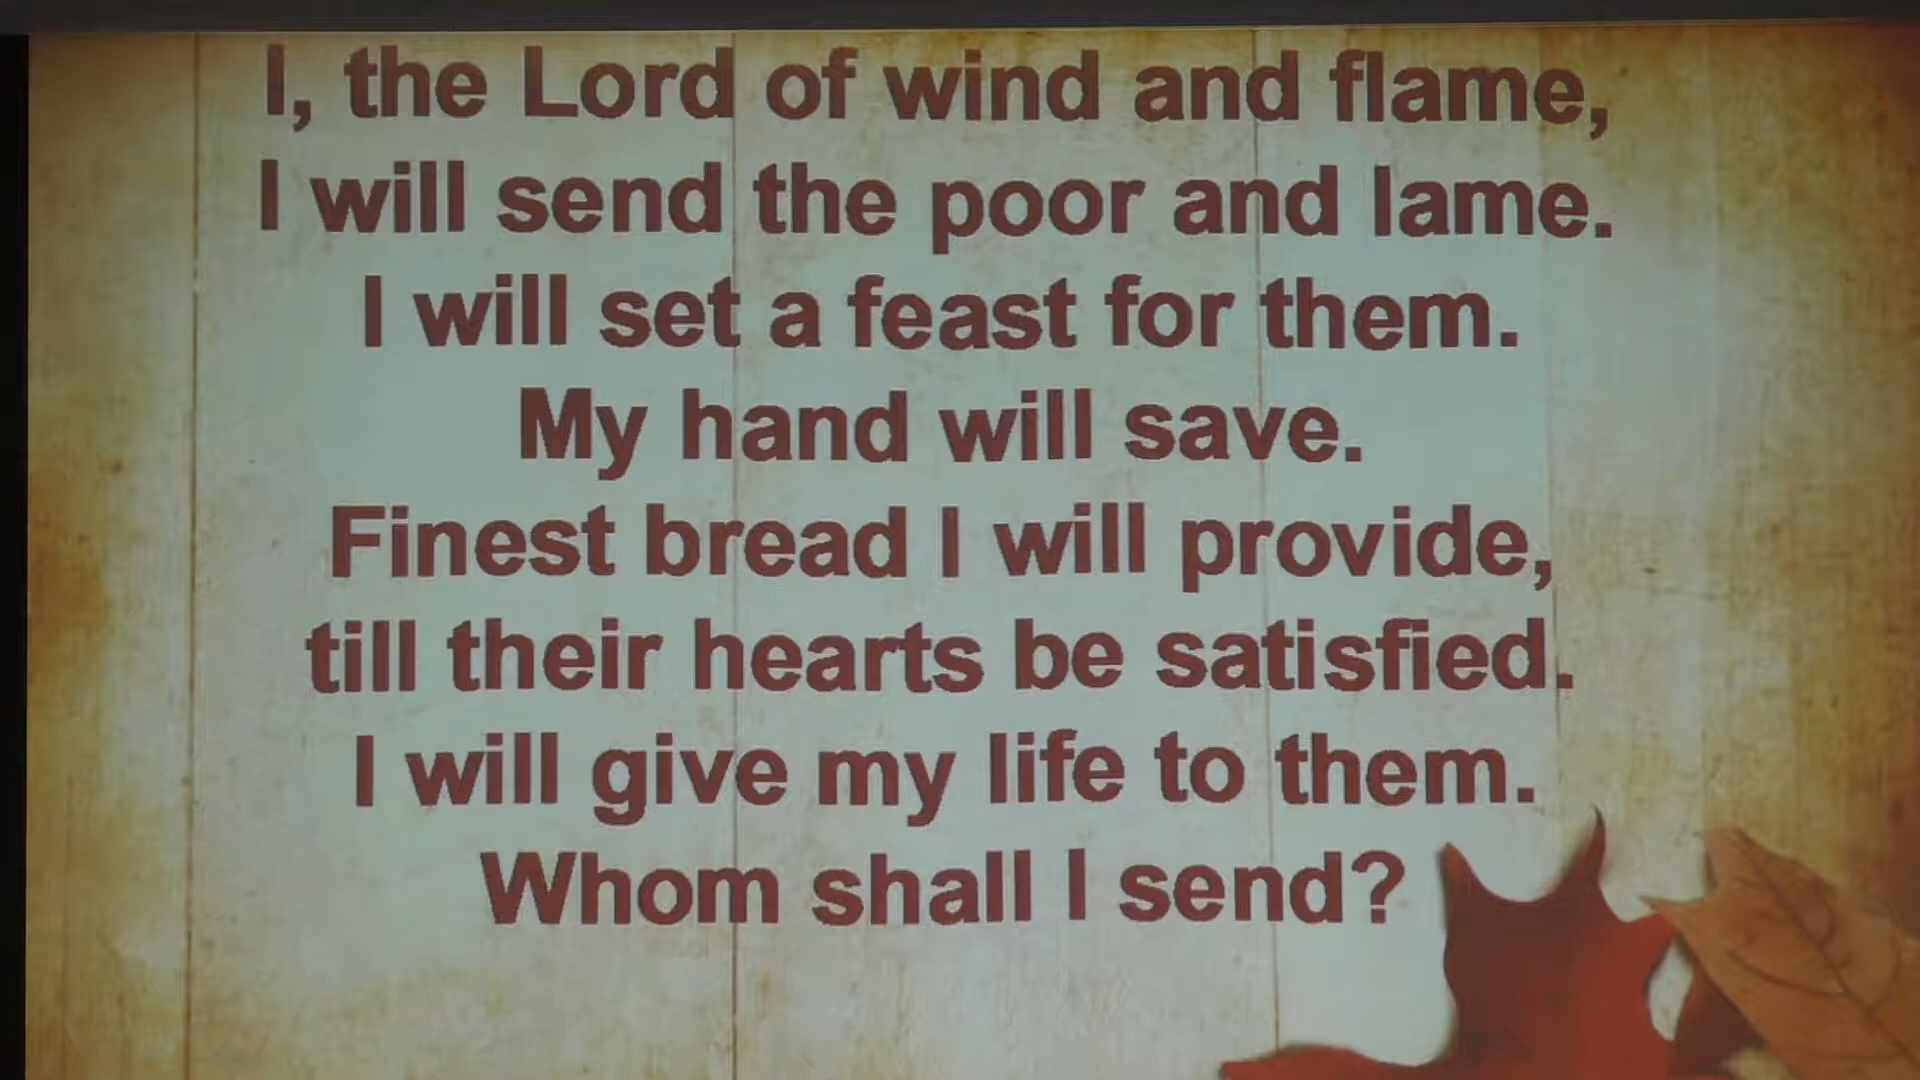 I, the Lord of wind and flame,
I will send the poor and lame.
I will set a feast for them.
My hand will save.
Finest bread I will provide,
till their hearts be satisfied.
I will give my life to them.
Whom shall I send?